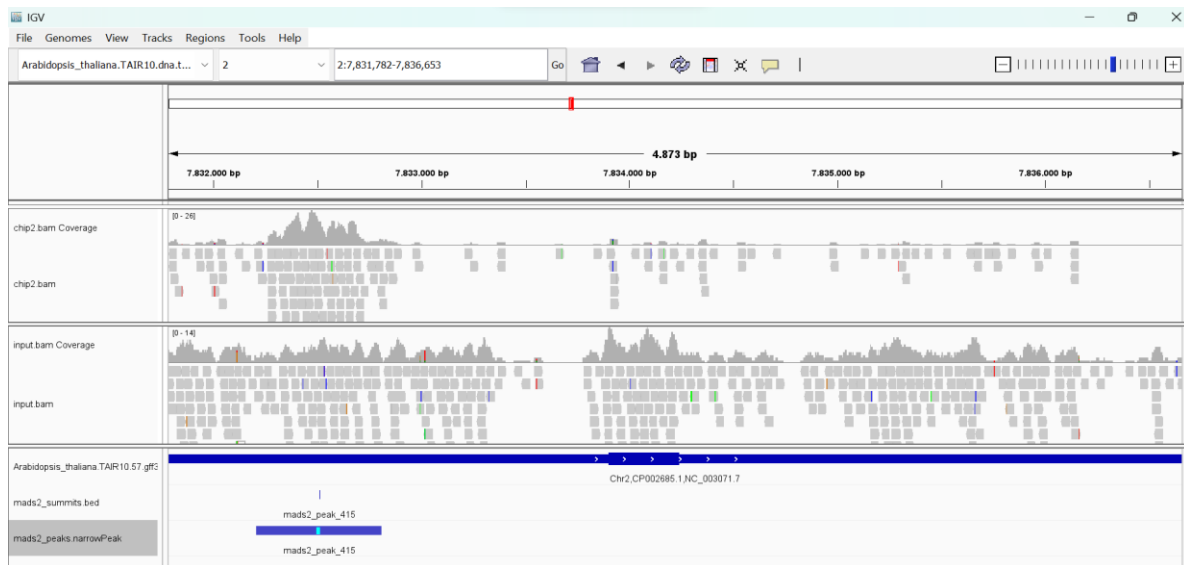 IGV
File Genomes View Tracks Regions Tools Help
Arabidopsis_thaliana.TAIR10.dna.t... 2 2:7,831,782-7,836,653 Go
4.873 bp
7.832.000 bp 7.833.000 bp 7.834.000 bp 7.835.000 bp 7.836.000 bp
[0 - 26]
chip2.bam Coverage
chip2.bam
[0 - 14]
input.bam Coverage
input.bam
Arabidopsis_thaliana.TAIR10.57.gff3
Chr2,CP002685.1,NC_003071.7
mads2_summits.bed
mads2_peak_415
mads2_peaks.narrowPeak
mads2_peak_415